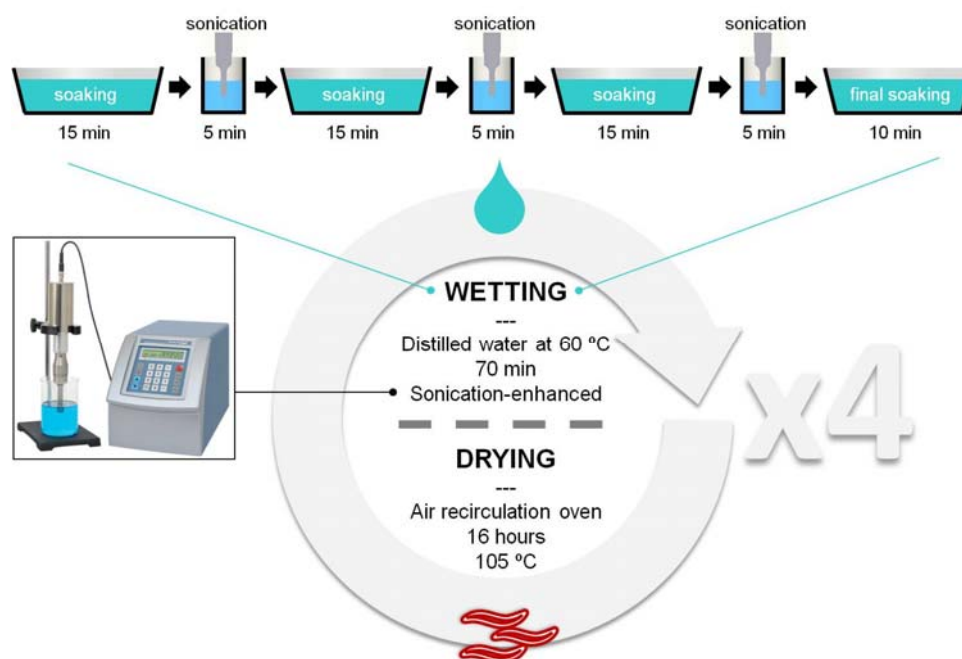 sonication sonication sonication
soaking soaking soaking final soaking
15 min 5 min 15 min 5 min 15 min 5 min 10 min
WETTING
---
Distilled water at 60 ºC
70 min
Sonication-enhanced
x4
DRYING
---
Air recirculation oven
16 hours
105 ºC